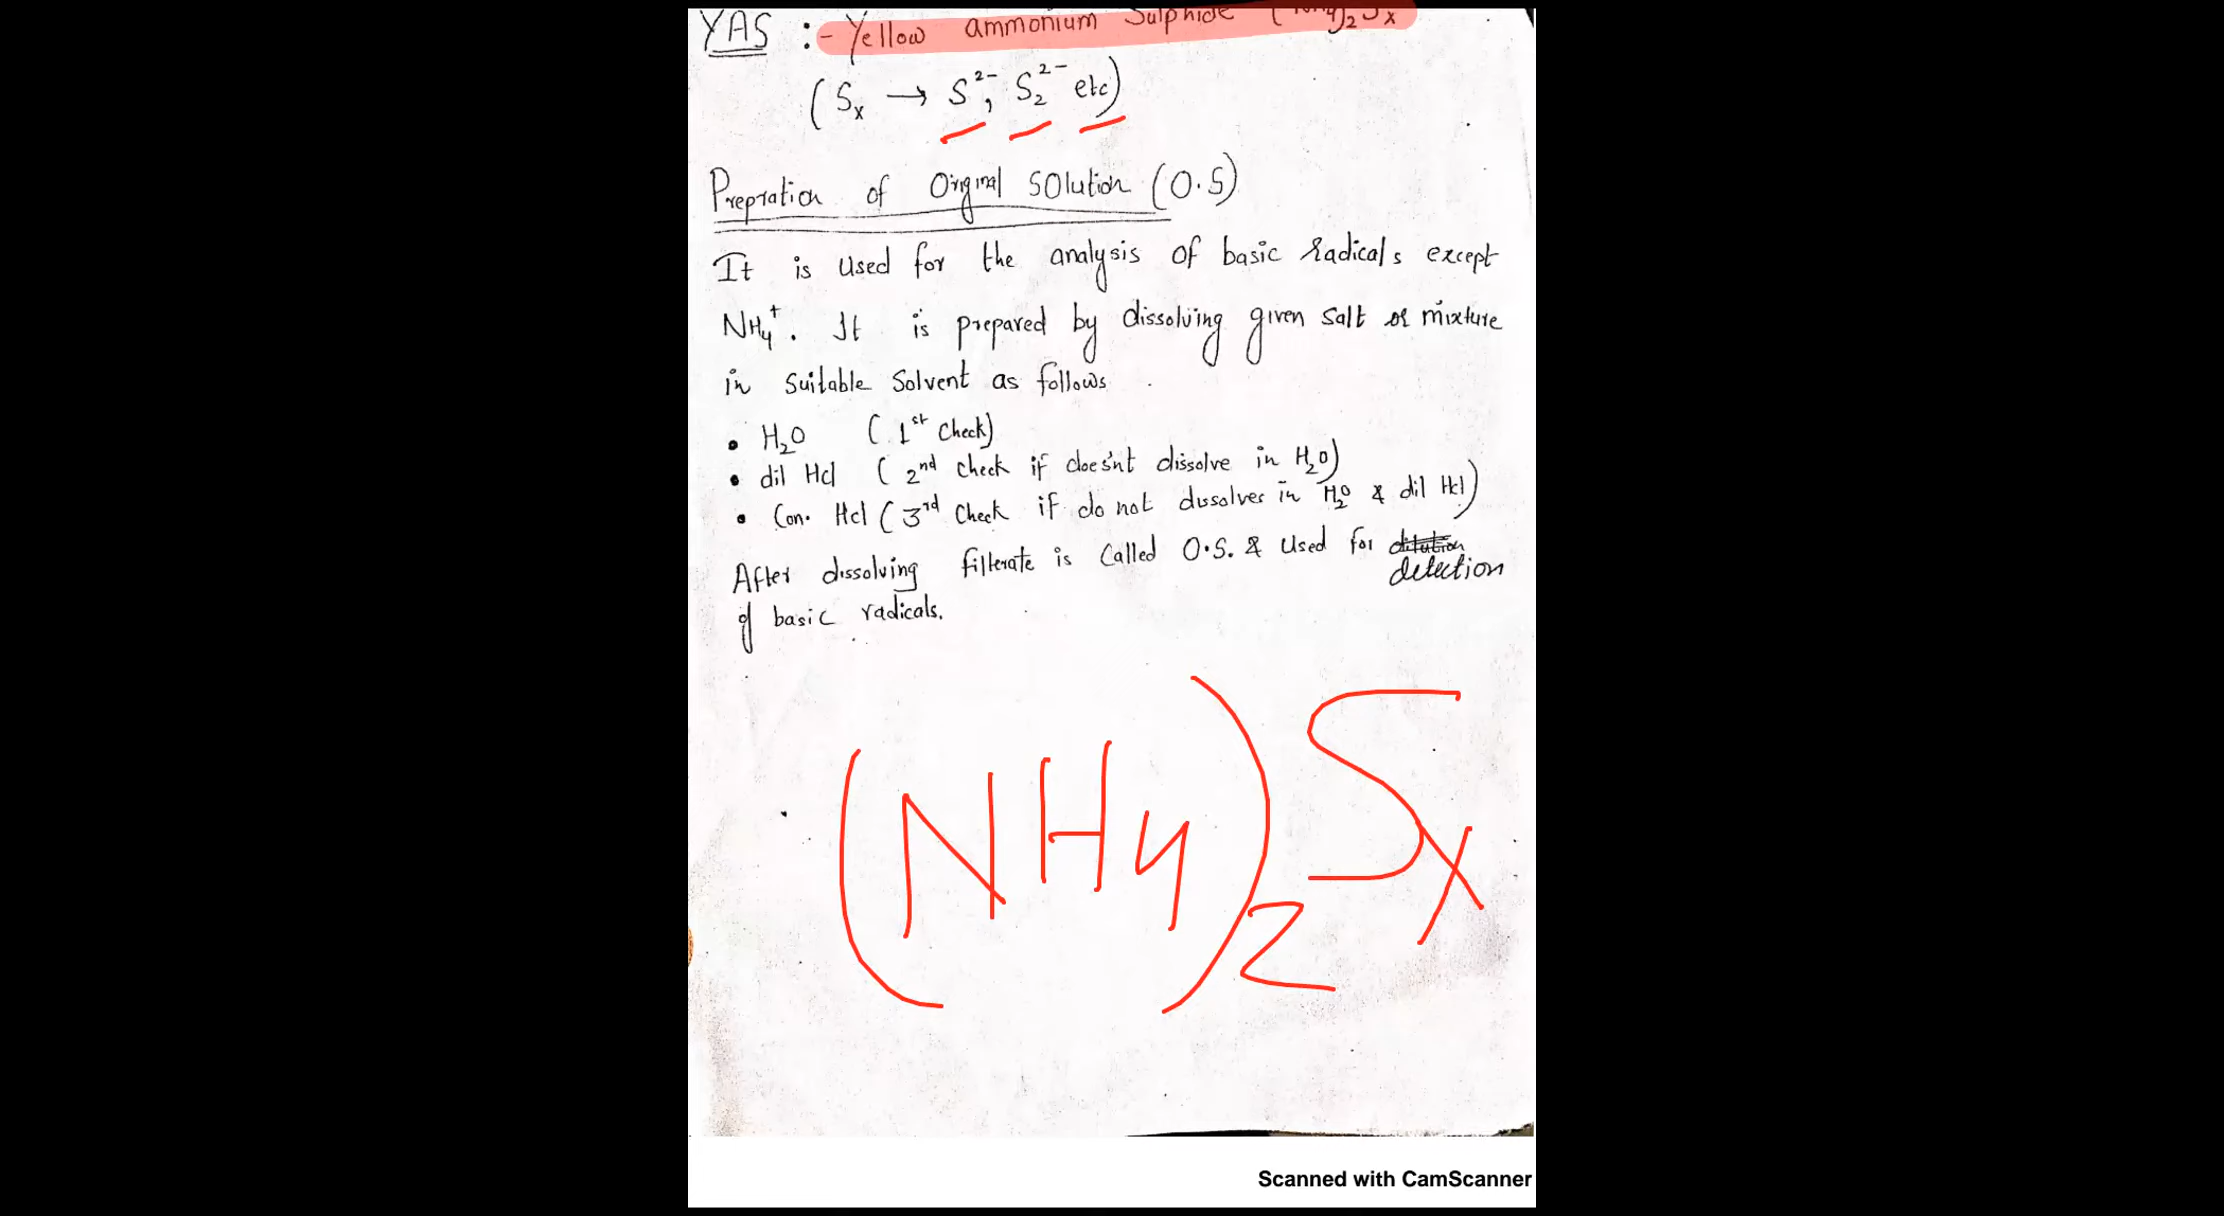 YAS :- Yellow ammonium Sulphide (NH4)2Sx
(Sx → S²⁻, S₂²⁻ etc)
Prepration of Original Solution (O.S)
It is used for the analysis of basic radicals except
NH₄⁺. It is prepared by dissolving given salt or mixture
in suitable Solvent as follows
• H₂O (1st Check)
• dil Hcl (2nd check if does'nt dissolve in H₂O)
• Con. Hcl (3rd Check if do not dissolves in H₂O & dil Hcl)
After dissolving filterate is Called O.S. & Used for dilution
detection
of basic radicals.
(NH4)2Sx
Scanned with CamScanner